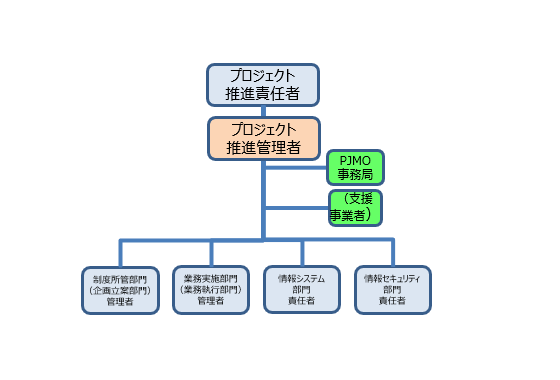 プロジェクト
推進責任者
プロジェクト
推進管理者
PJMO
事務局
（支援
事業者）
制度所管部門
（企画立案部門）
管理者
業務実施部門
（業務執行部門）
管理者
情報システム
部門
責任者
情報セキュリティ
部門
責任者